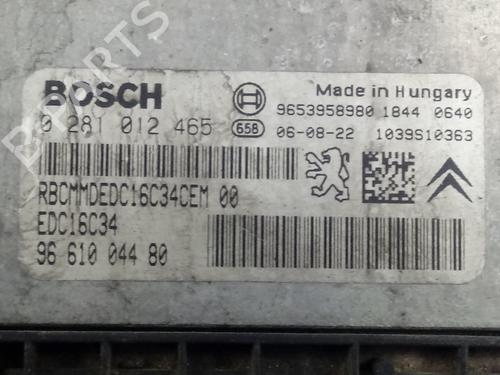 B-PARTS
BOSCH
Made in Hungary
9653958980 1844 0640
0 281 012 465 658 06-08-22 1039S10363
RBCMMDEDC16C34CEM 00
EDC16C34
96 610 044 80